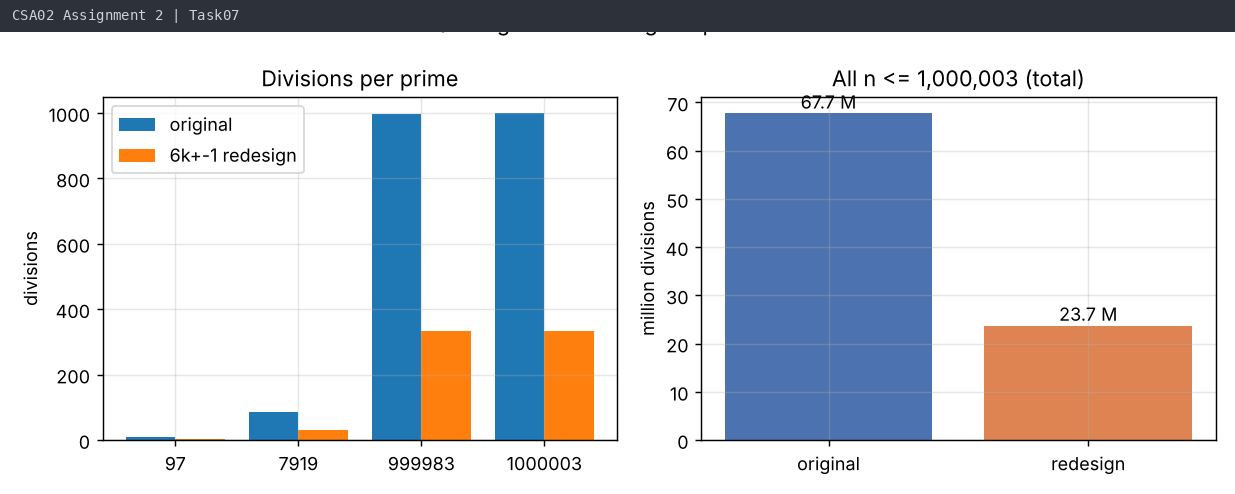 CSA02 Assignment 2 | Task07
Divisions per prime
original
6k+-1 redesign
divisions
1000
800
600
400
200
0
97
7919
999983
1000003
All n <= 1,000,003 (total)
67.7 M
23.7 M
million divisions
70
60
50
40
30
20
10
0
original
redesign